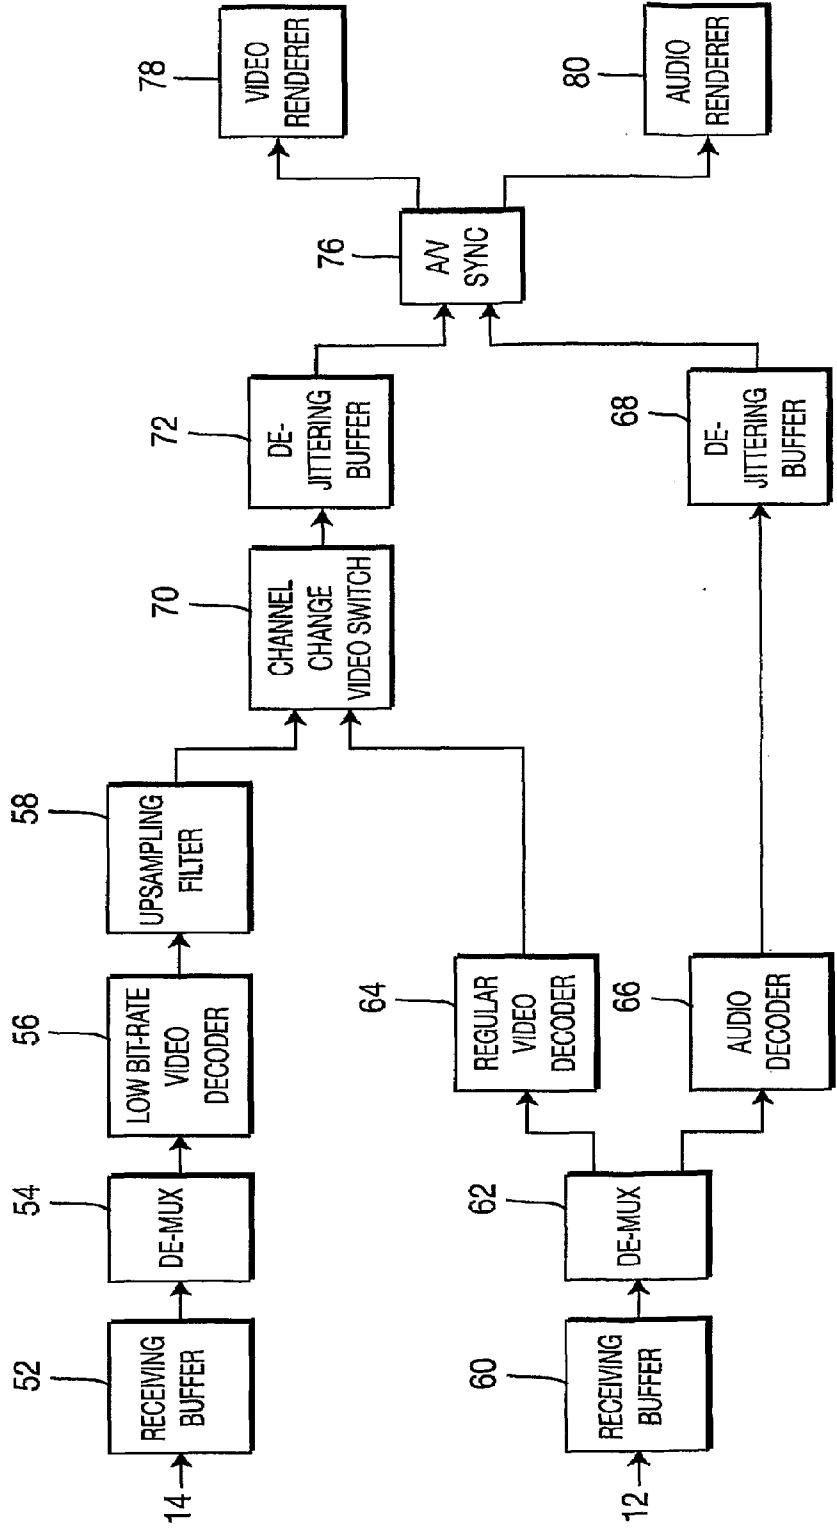 14
52
RECEIVING
BUFFER
54
DE-MUX
56
LOW BIT-RATE
VIDEO
DECODER
58
UPSAMPLING
FILTER
70
CHANNEL
CHANGE
VIDEO SWITCH
72
DE-
JITTERING
BUFFER
76
A/V
SYNC
78
VIDEO
RENDERER
12
60
RECEIVING
BUFFER
62
DE-MUX
64
REGULAR
VIDEO
DECODER
66
AUDIO
DECODER
68
DE-
JITTERING
BUFFER
80
AUDIO
RENDERER